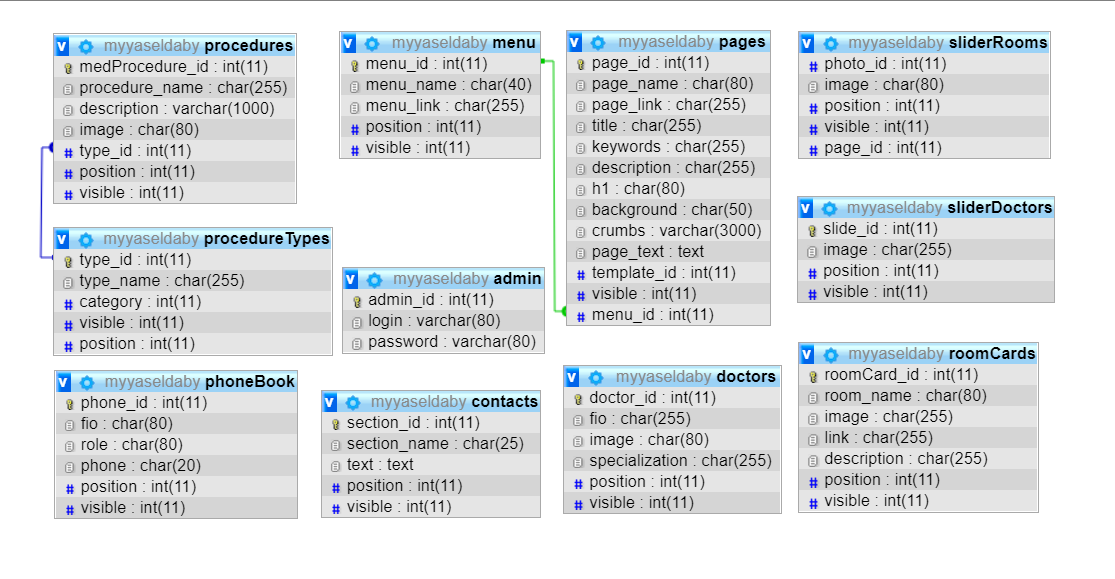 myyaseldaby procedures
medProcedure_id : int(11)
procedure_name : char(255)
description : varchar(1000)
image : char(80)
type_id : int(11)
position : int(11)
visible : int(11)
myyaseldaby menu
menu_id : int(11)
menu_name : char(40)
menu_link : char(255)
position : int(11)
visible : int(11)
myyaseldaby pages
page_id : int(11)
page_name : char(80)
page_link : char(255)
title : char(255)
keywords : char(255)
description : char(255)
h1 : char(80)
background : char(50)
crumbs : varchar(3000)
page_text : text
template_id : int(11)
visible : int(11)
menu_id : int(11)
myyaseldaby sliderRooms
photo_id : int(11)
image : char(80)
position : int(11)
visible : int(11)
page_id : int(11)
myyaseldaby procedureTypes
type_id : int(11)
type_name : char(255)
category : int(11)
visible : int(11)
position : int(11)
myyaseldaby admin
admin_id : int(11)
login : varchar(80)
password : varchar(80)
myyaseldaby sliderDoctors
slide_id : int(11)
image : char(255)
position : int(11)
visible : int(11)
myyaseldaby phoneBook
phone_id : int(11)
fio : char(80)
role : char(80)
phone : char(20)
position : int(11)
visible : int(11)
myyaseldaby contacts
section_id : int(11)
section_name : char(25)
text : text
position : int(11)
visible : int(11)
myyaseldaby doctors
doctor_id : int(11)
fio : char(255)
image : char(80)
specialization : char(255)
position : int(11)
visible : int(11)
myyaseldaby roomCards
roomCard_id : int(11)
room_name : char(80)
image : char(255)
link : char(255)
description : char(255)
position : int(11)
visible : int(11)